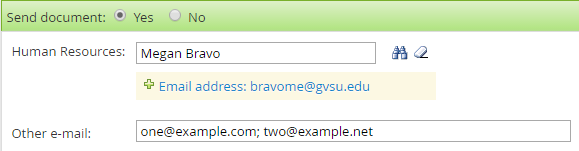 Send document: Yes No
Human Resources: Megan Bravo
Email address: bravome@gvsu.edu
Other e-mail: one@example.com; two@example.net